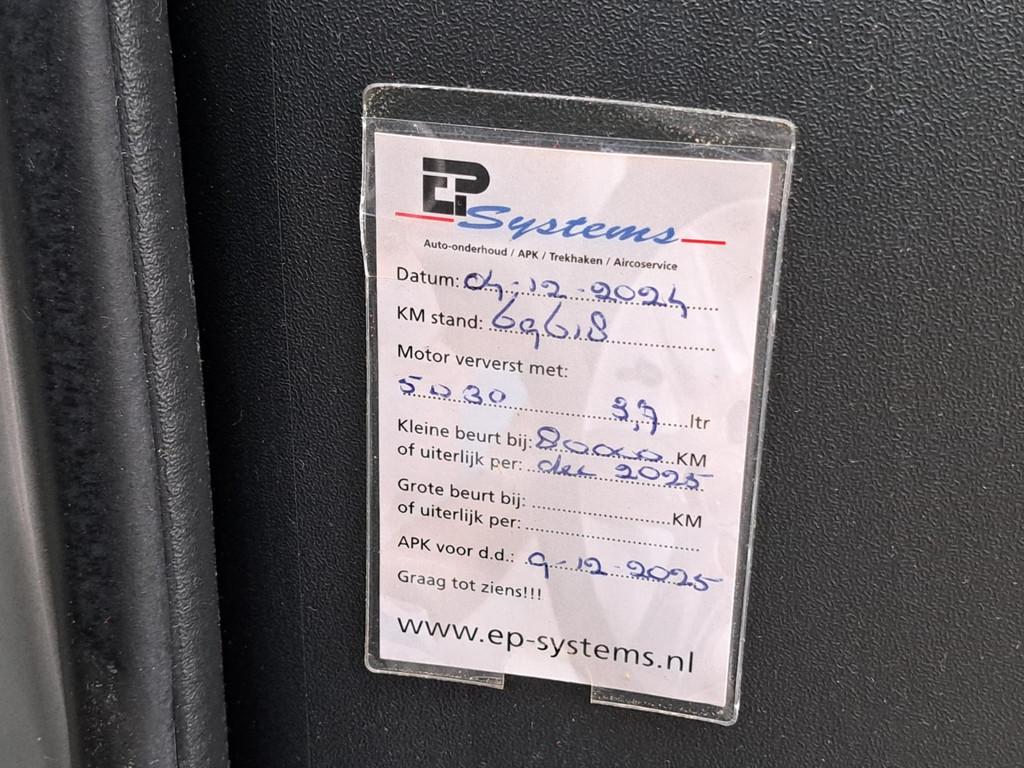 EP
Systems
Auto-onderhoud / APK / Trekhaken / Aircoservice
Datum: 04-12-2024
KM stand: 69618
Motor ververst met:
5W30 3,7 ltr
Kleine beurt bij: 80000 KM
of uiterlijk per: dec 2025
Grote beurt bij: KM
of uiterlijk per:
APK voor d.d.: 9-12-2025
Graag tot ziens!!!
www.ep-systems.nl